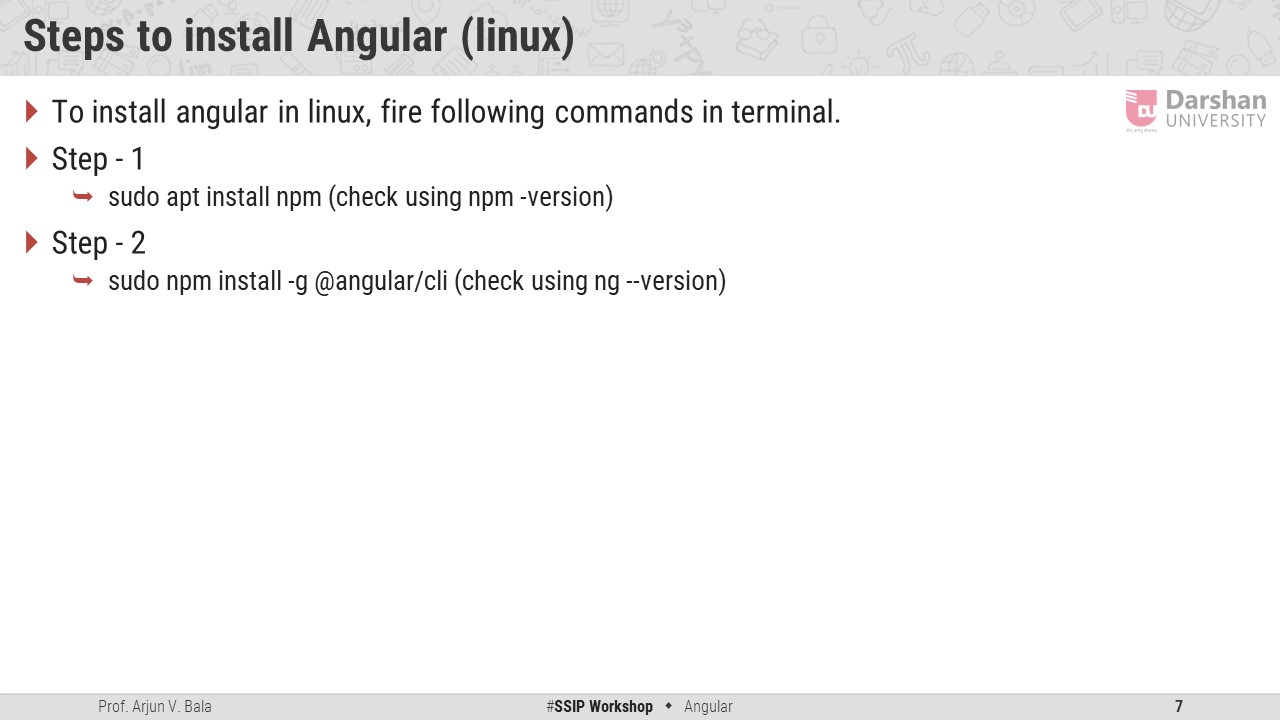 Steps to install Angular (linux)
To install angular in linux, fire following commands in terminal.
Darshan
UNIVERSITY
Step - 1
sudo apt install npm (check using npm -version)
Step - 2
sudo npm install -g @angular/cli (check using ng --version)
Prof. Arjun V. Bala
#SSIP Workshop ◆ Angular
7